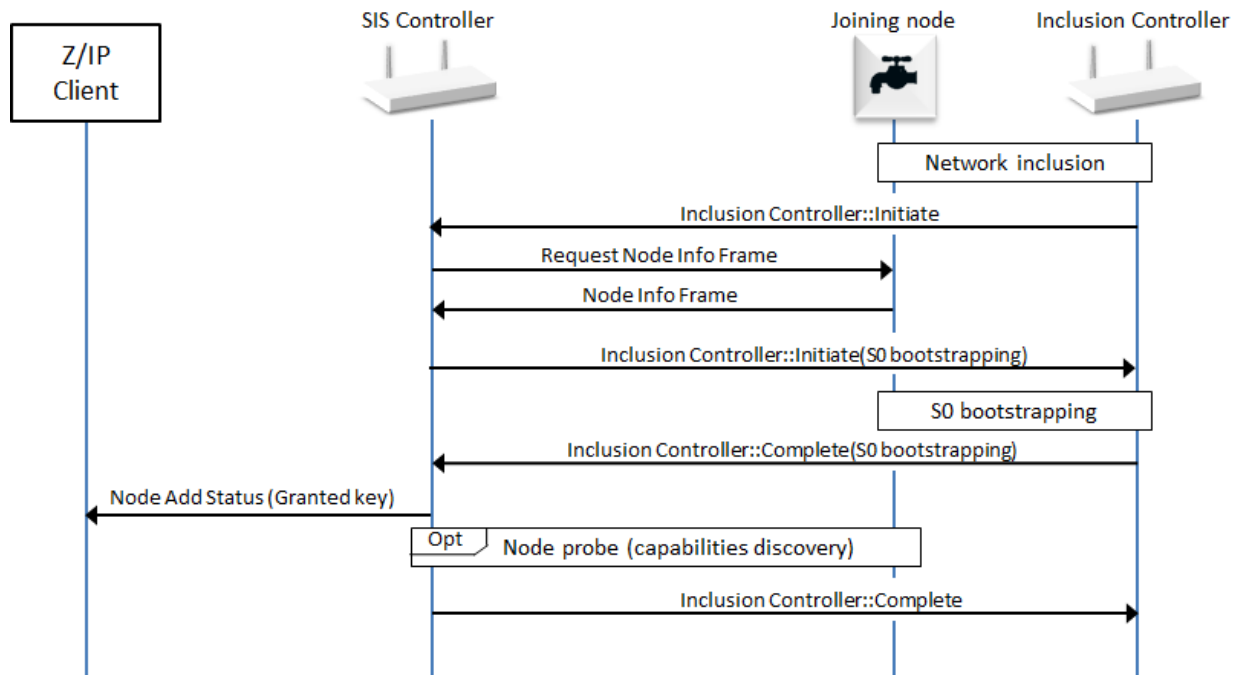 SIS Controller
Joining node
Inclusion Controller
Z/IP
Client
Network inclusion
Inclusion Controller::Initiate
Request Node Info Frame
Node Info Frame
Inclusion Controller::Initiate(S0 bootstrapping)
S0 bootstrapping
Inclusion Controller::Complete(S0 bootstrapping)
Node Add Status (Granted key)
Opt
Node probe (capabilities discovery)
Inclusion Controller::Complete